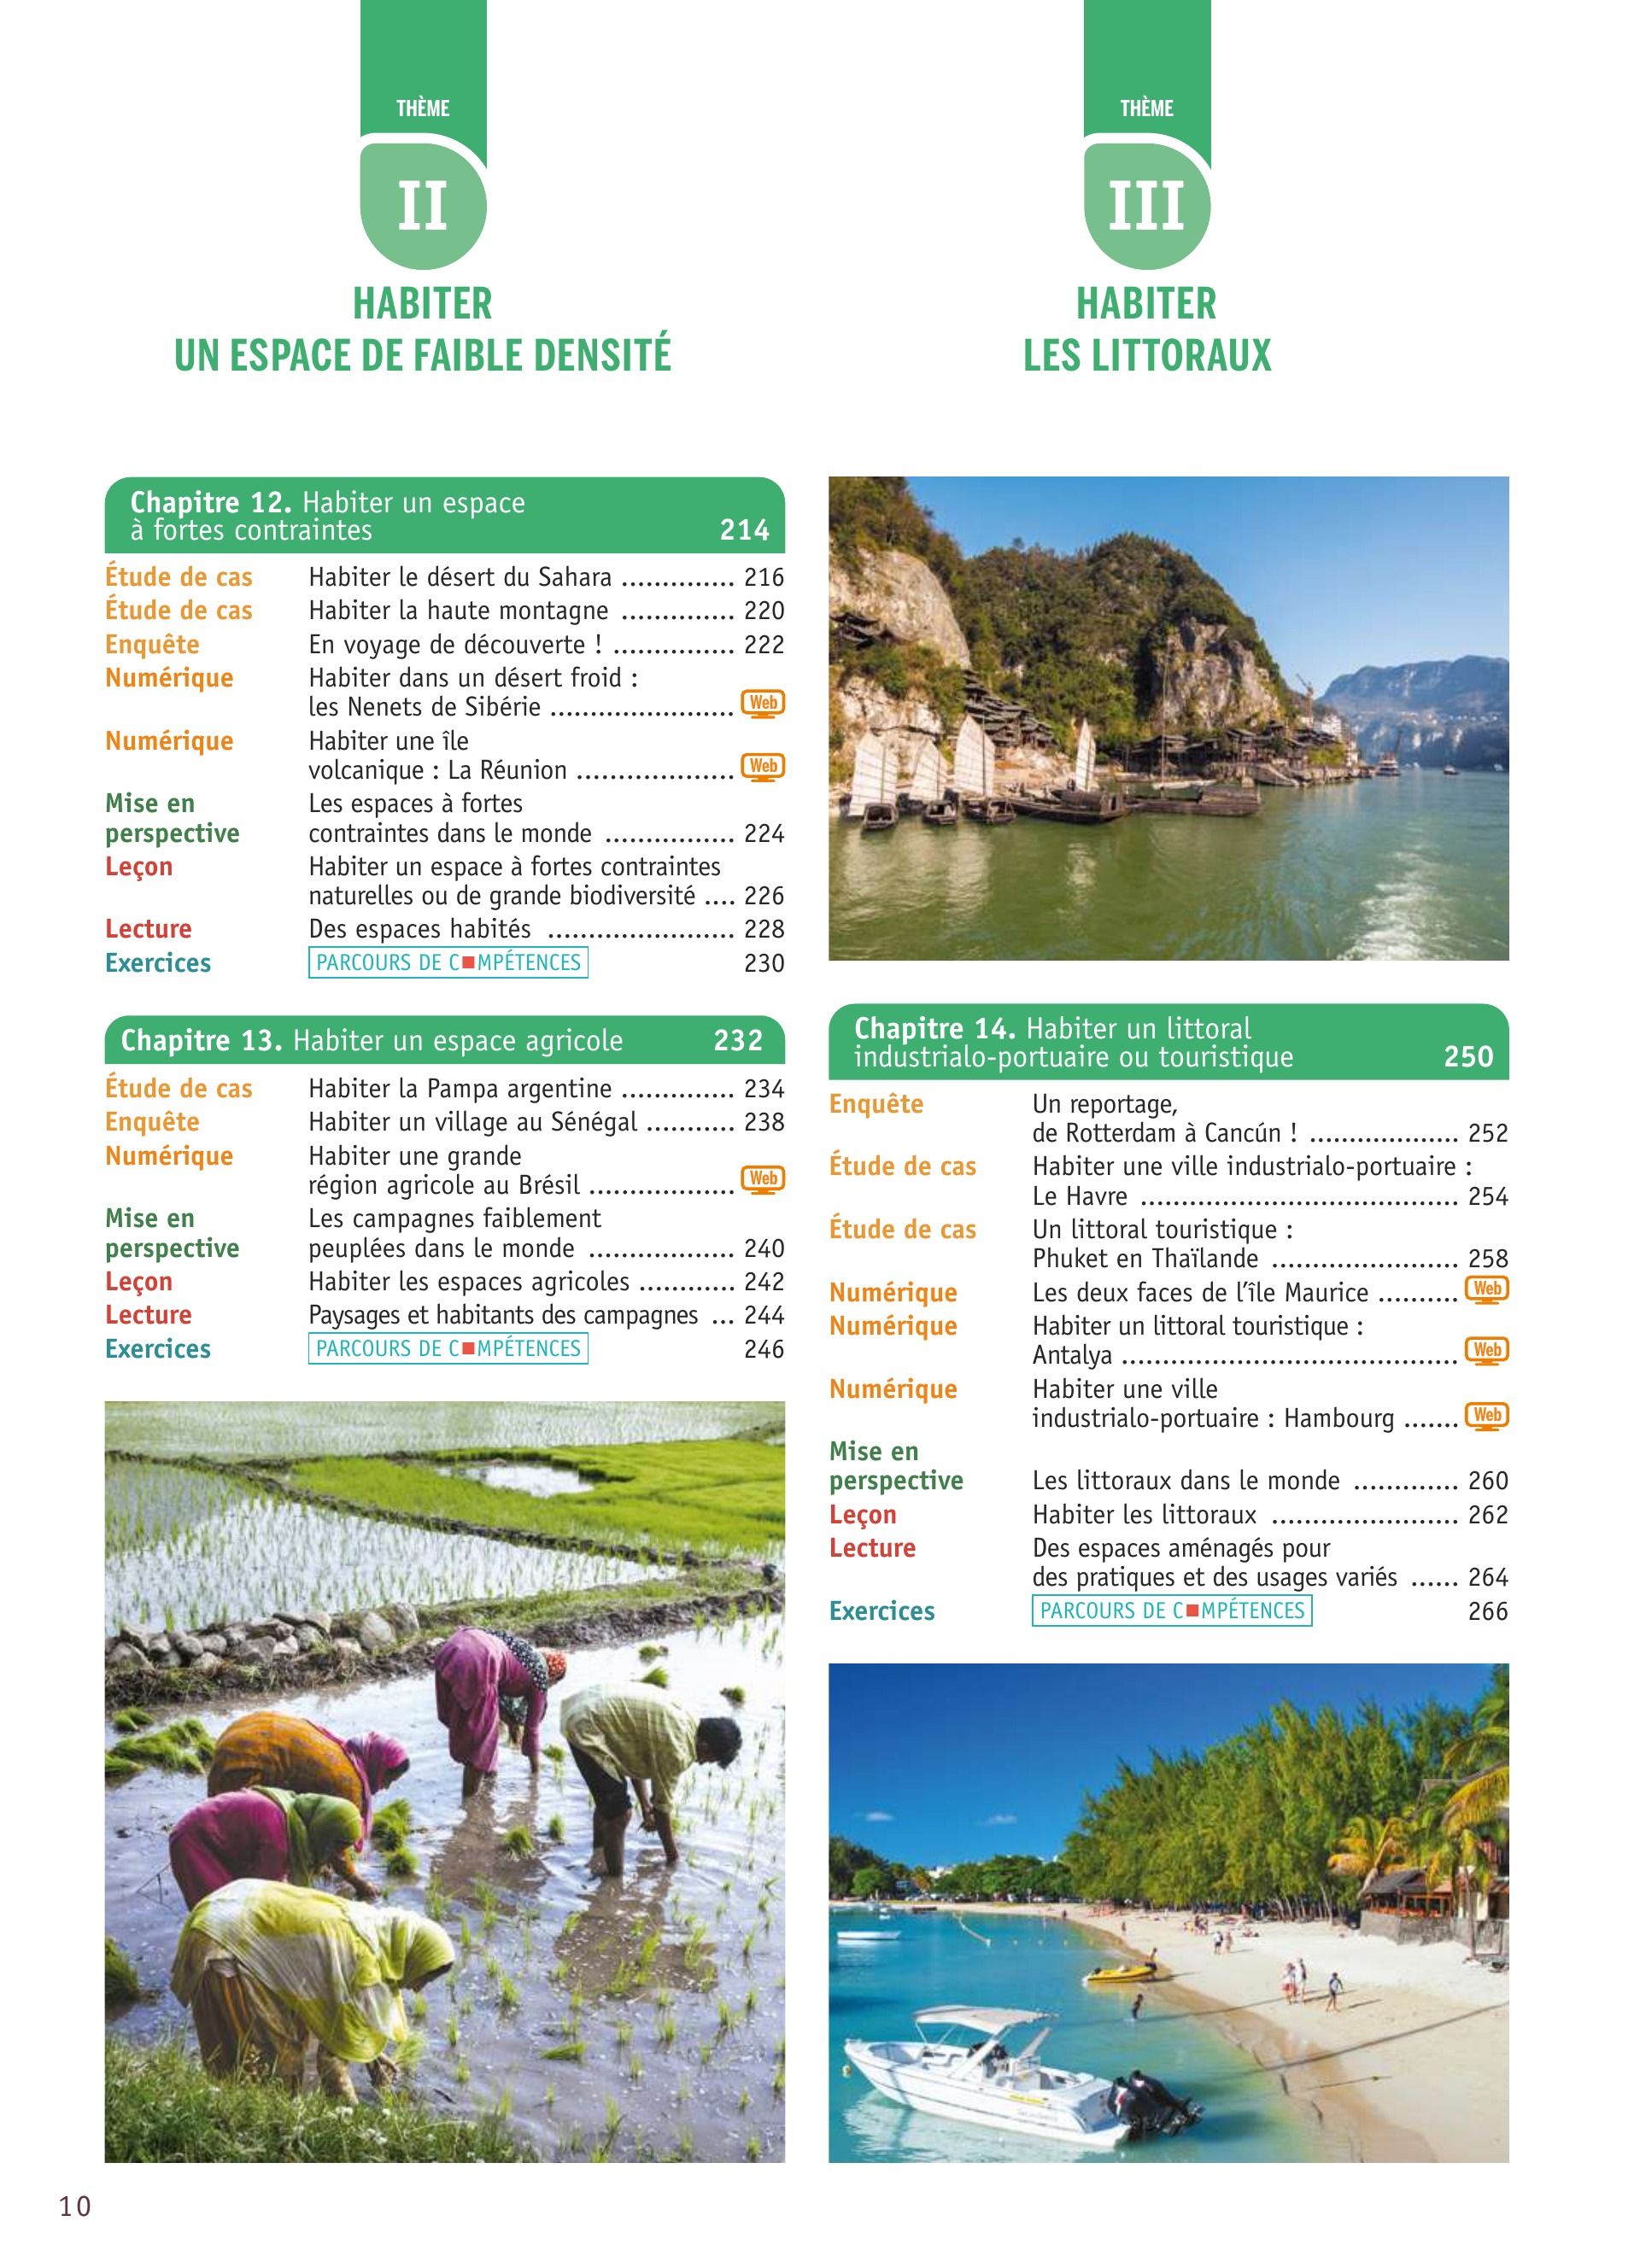 THÈME
II
HABITER
UN ESPACE DE FAIBLE DENSITÉ
Chapitre 12. Habiter un espace
à fortes contraintes 214
Étude de cas Habiter le désert du Sahara .............. 216
Étude de cas Habiter la haute montagne .............. 220
Enquête En voyage de découverte ! ............... 222
Numérique Habiter dans un désert froid :
les Nenets de Sibérie ....................... Web
Numérique Habiter une île
volcanique : La Réunion ................... Web
Mise en Les espaces à fortes
perspective contraintes dans le monde ................ 224
Leçon Habiter un espace à fortes contraintes
naturelles ou de grande biodiversité .... 226
Lecture Des espaces habités ....................... 228
Exercices PARCOURS DE C■MPÉTENCES 230
Chapitre 13. Habiter un espace agricole 232
Étude de cas Habiter la Pampa argentine .............. 234
Enquête Habiter un village au Sénégal ........... 238
Numérique Habiter une grande
région agricole au Brésil .................. Web
Mise en Les campagnes faiblement
perspective peuplées dans le monde .................. 240
Leçon Habiter les espaces agricoles ............ 242
Lecture Paysages et habitants des campagnes ... 244
Exercices PARCOURS DE C■MPÉTENCES 246
THÈME
III
HABITER
LES LITTORAUX
Chapitre 14. Habiter un littoral
industrialo-portuaire ou touristique 250
Enquête Un reportage,
de Rotterdam à Cancún ! ................... 252
Étude de cas Habiter une ville industrialo-portuaire :
Le Havre ....................................... 254
Étude de cas Un littoral touristique :
Phuket en Thaïlande ....................... 258
Numérique Les deux faces de l’île Maurice .......... Web
Numérique Habiter un littoral touristique :
Antalya ......................................... Web
Numérique Habiter une ville
industrialo-portuaire : Hambourg ....... Web
Mise en
perspective Les littoraux dans le monde ............. 260
Leçon Habiter les littoraux ....................... 262
Lecture Des espaces aménagés pour
des pratiques et des usages variés ...... 264
Exercices PARCOURS DE C■MPÉTENCES 266
10